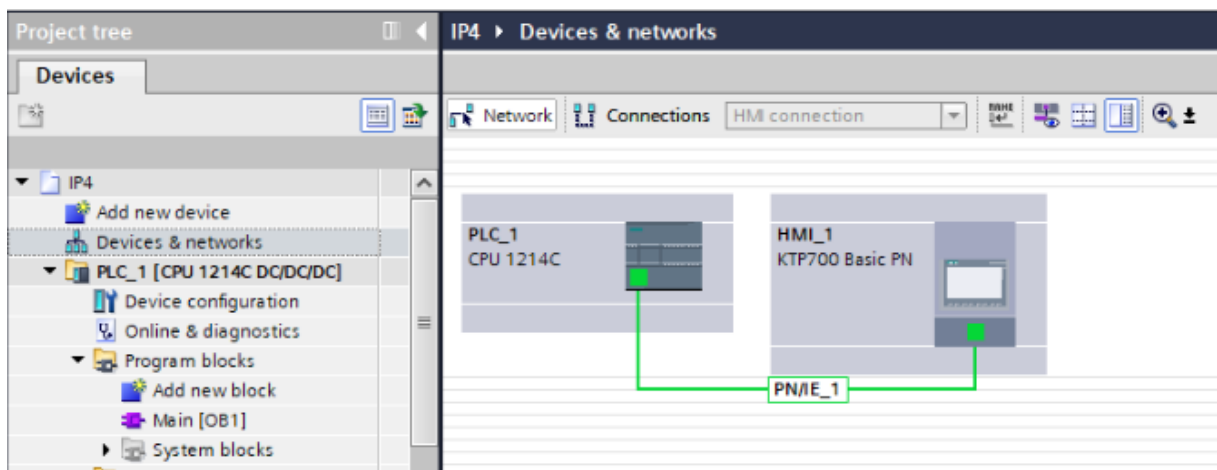 Project tree
Devices
IP4
Add new device
Devices & networks
PLC_1 [CPU 1214C DC/DC/DC]
Device configuration
Online & diagnostics
Program blocks
Add new block
Main [OB1]
System blocks
IP4 ▸ Devices & networks
Network Connections HMI connection
PLC_1
CPU 1214C
HMI_1
KTP700 Basic PN
PN/IE_1